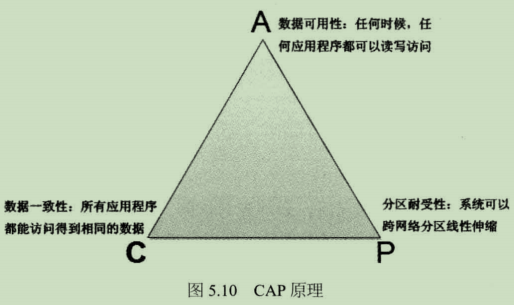 A 数据可用性：任何时候，任
何应用程序都可以读写访问
数据一致性：所有应用程序
都能访问得到相同的数据
C
分区耐受性：系统可以
跨网络分区线性伸缩
P
图 5.10 CAP 原理